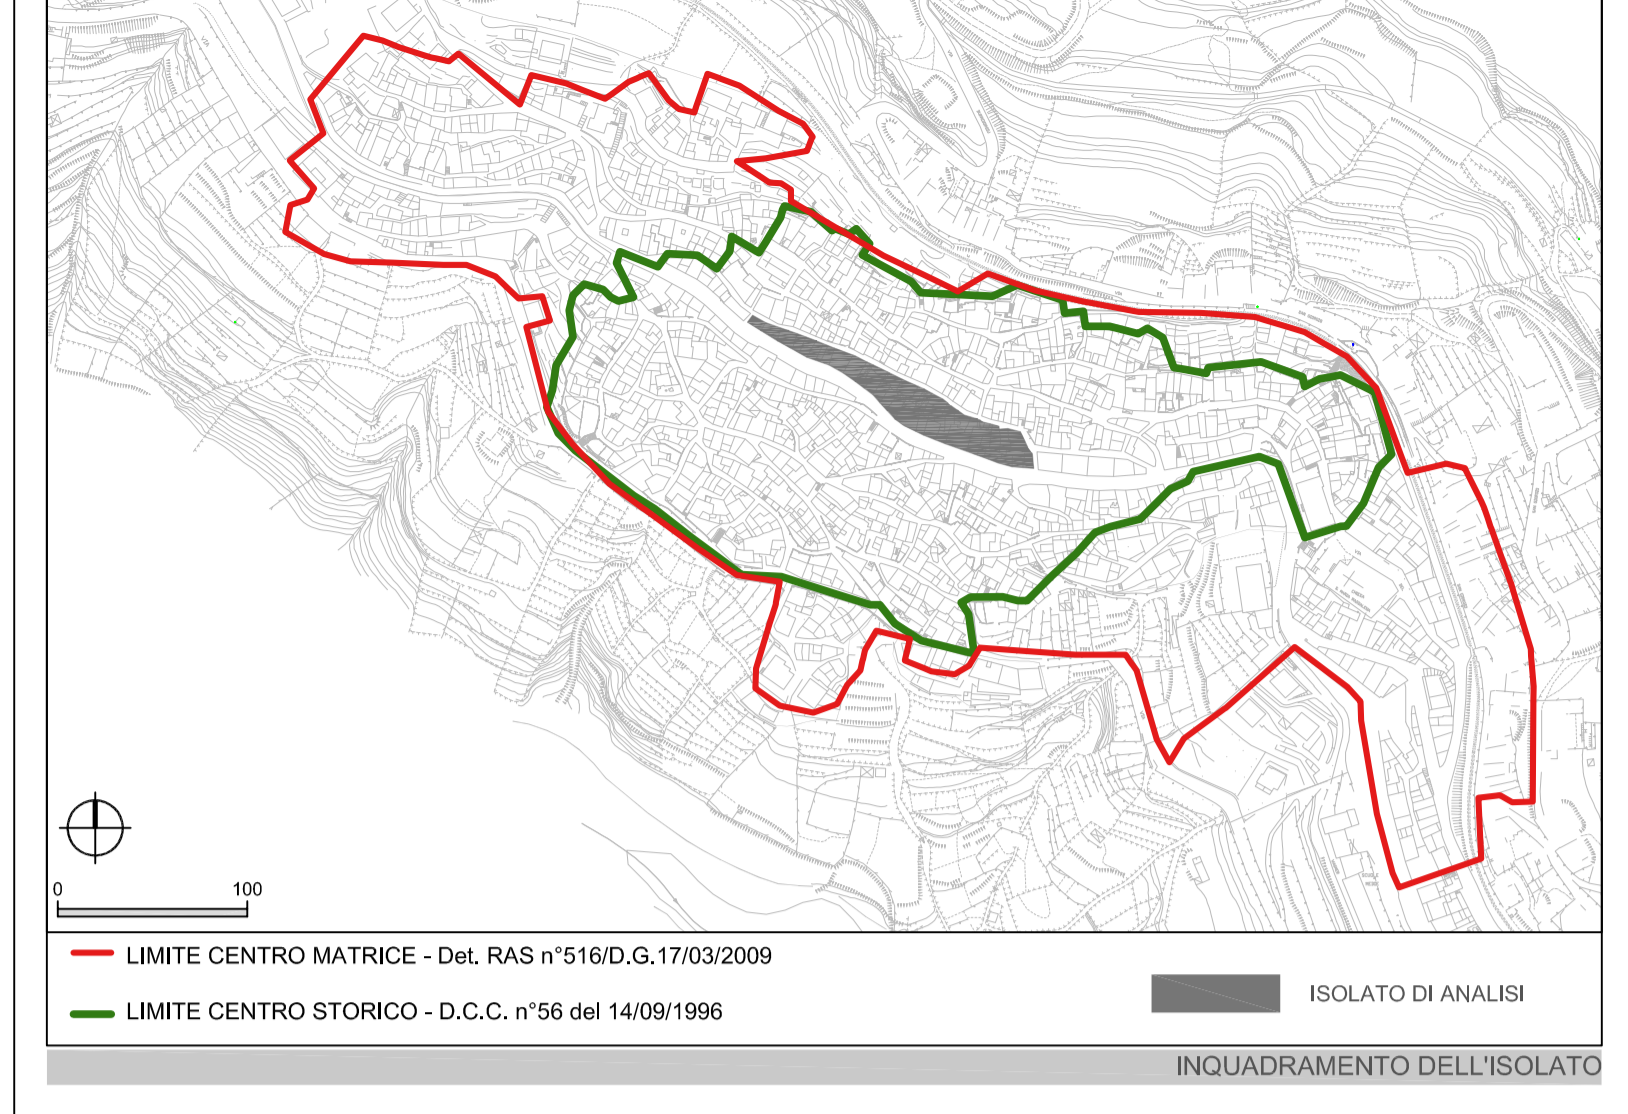 0 100
LIMITE CENTRO MATRICE - Det. RAS n°516/D.G.17/03/2009
LIMITE CENTRO STORICO - D.C.C. n°56 del 14/09/1996
ISOLATO DI ANALISI
INQUADRAMENTO DELL'ISOLATO